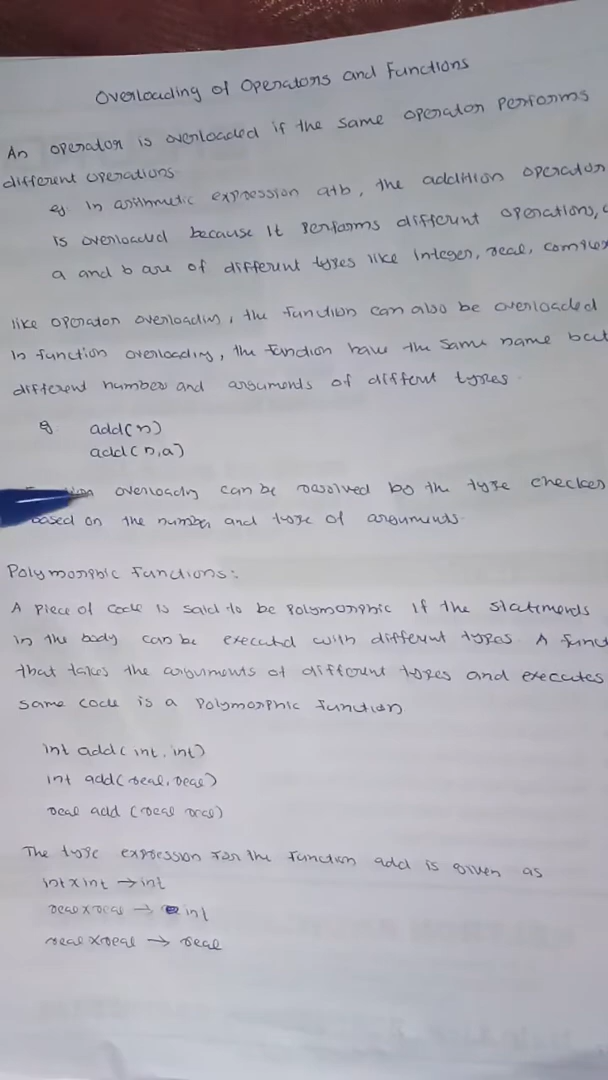 Overloading of Operators and Functions
An operator is overloaded if the same operator performs
different operations.
eg In arithmetic expression a+b, the addition operator
is overloaded because it performs different operations,
a and b are of different types like Integer, real, complex
like operator overloading, the function can also be overloaded
In function overloading, the function have the same name but
different number and arguments of different types.
g add(n)
add(n,a)
overloading can be resolved by the type checker
based on the number and type of arguments.
Polymorphic Functions:
A Piece of code is said to be Polymorphic if the statements
in the body can be executed with different types. A func
that takes the arguments of different types and executes
same code is a Polymorphic function
int add(int, int)
int add(real, real)
real add (real real)
The type expression for the function add is given as
int x int → int
real x real → int
real x real → real